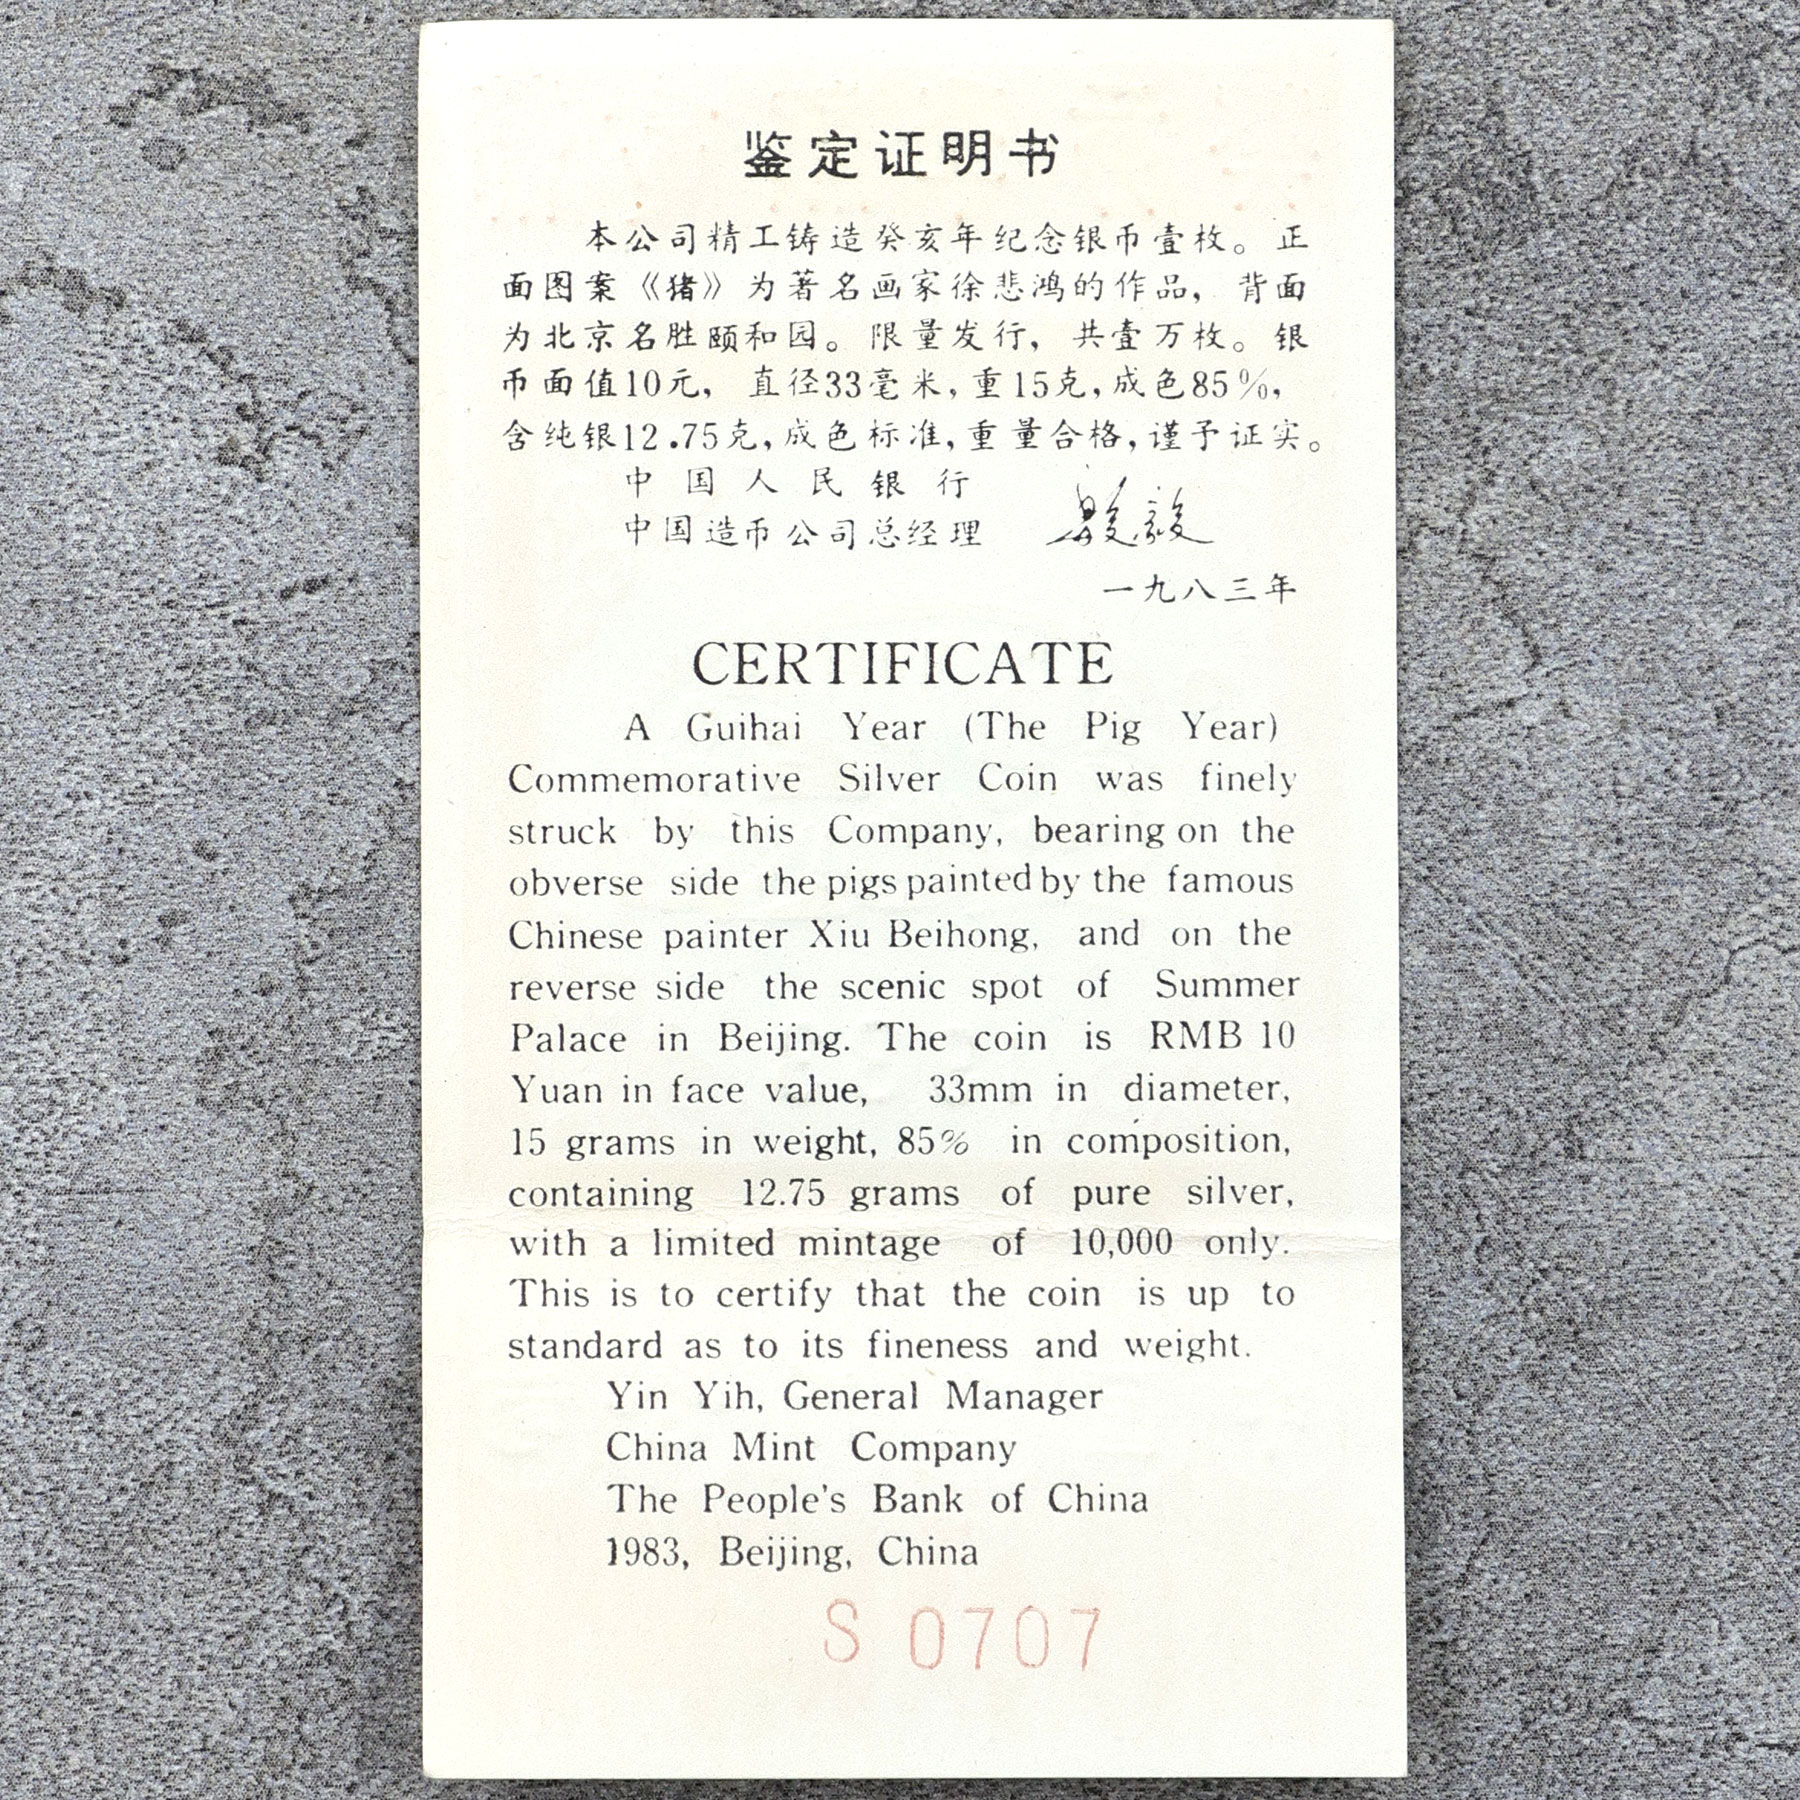 鉴定证明书
本公司精工铸造癸亥年纪念银币壹枚。正
面图案《猪》为著名画家徐悲鸿的作品，背面
为北京名胜颐和园。限量发行，共壹万枚。银
币面值10元，直径33毫米，重15克，成色85%，
含纯银12.75克，成色标准，重量合格，谨予证实。
中国人民银行
中国造币公司总经理 殷毅
一九八三年
CERTIFICATE
A Guihai Year (The Pig Year)
Commemorative Silver Coin was finely
struck by this Company, bearing on the
obverse side the pigs painted by the famous
Chinese painter Xiu Beihong, and on the
reverse side the scenic spot of Summer
Palace in Beijing. The coin is RMB 10
Yuan in face value, 33mm in diameter,
15 grams in weight, 85% in composition,
containing 12.75 grams of pure silver,
with a limited mintage of 10,000 only.
This is to certify that the coin is up to
standard as to its fineness and weight.
Yin Yih, General Manager
China Mint Company
The People's Bank of China
1983, Beijing, China
S 0707